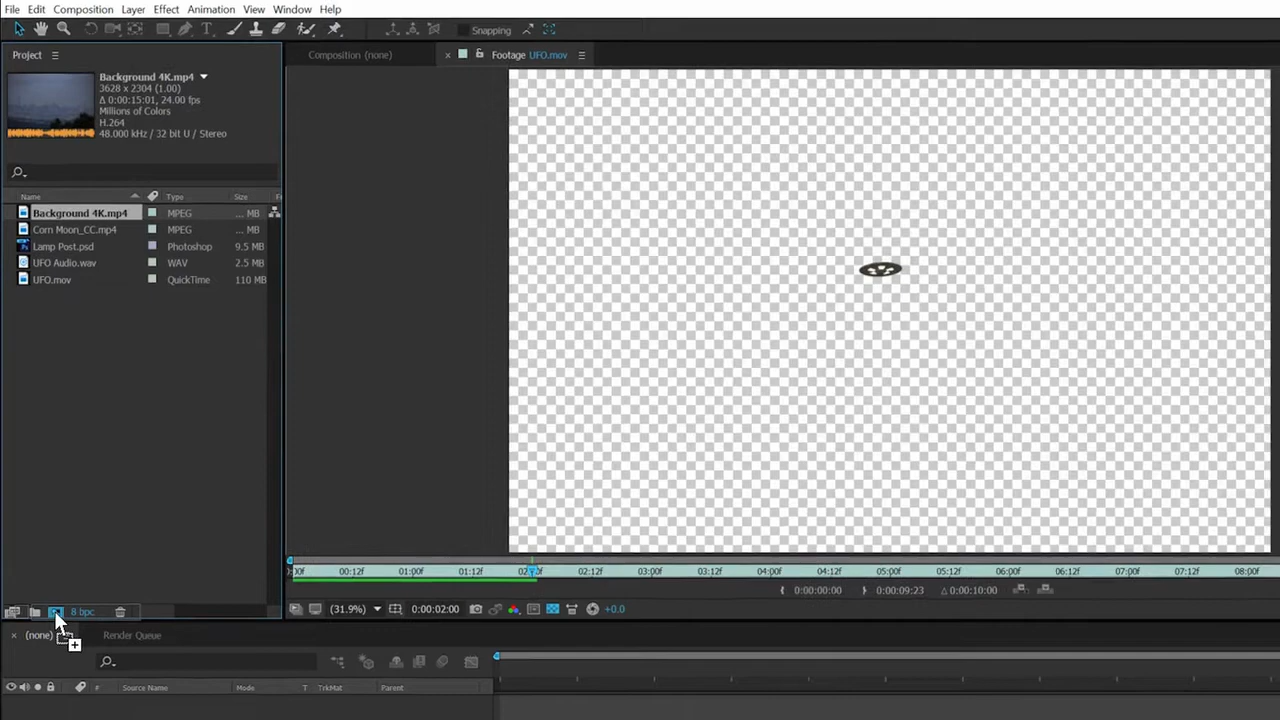 File Edit Composition Layer Effect Animation View Window Help
Snapping
Project
Composition (none)
Footage UFO.mov
Background 4K.mp4
3628 x 2304 (1.00)
Δ 0:00:15:01, 24.00 fps
Millions of Colors
H.264
48.000 kHz / 32 bit U / Stereo
Name Type Size
Background 4K.mp4 MPEG ... MB
Corn Moon_CC.mp4 MPEG ... MB
Lamp Post.psd Photoshop 9.5 MB
UFO Audio.wav WAV 2.5 MB
UFO.mov QuickTime 110 MB
00:12f 01:00f 01:12f 02:12f 03:00f 03:12f 04:00f 04:12f 05:00f 05:12f 06:00f 06:12f 07:00f 07:12f 08:00f
0:00:00:00 0:00:09:23 Δ 0:00:10:00
8 bpc
(31.9%) 0:00:02:00 +0.0
(none) Render Queue
# Source Name Mode T TrkMat Parent